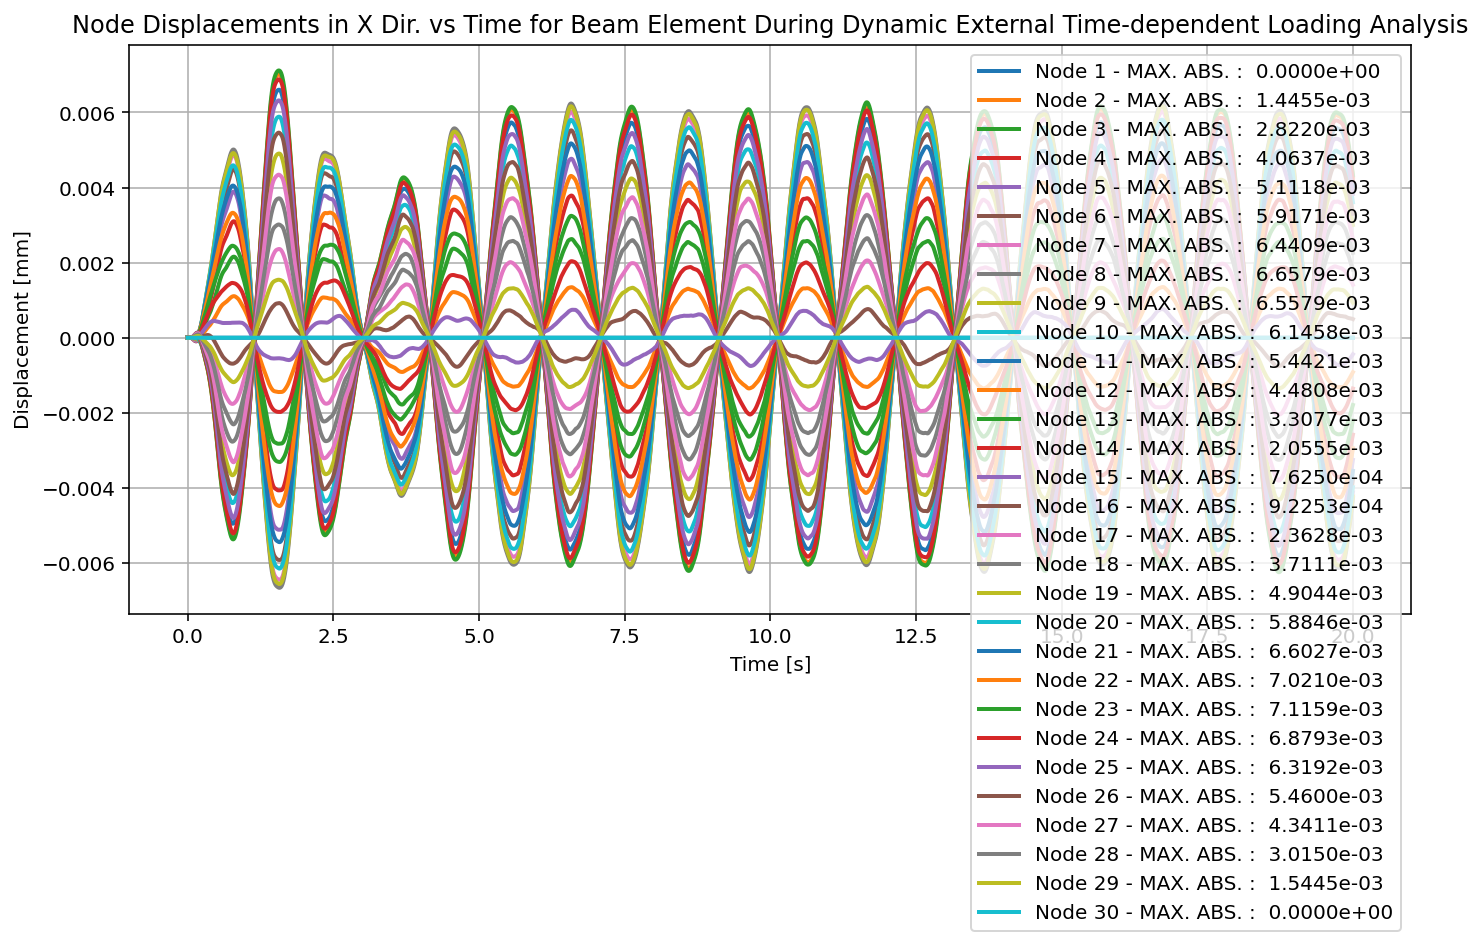 Node Displacements in X Dir. vs Time for Beam Element During Dynamic External Time-dependent Loading Analysis
Displacement [mm]
0.006
0.004
0.002
0.000
−0.002
−0.004
−0.006
0.0
2.5
5.0
7.5
10.0
12.5
15.0
17.5
20.0
Time [s]
Node 1 - MAX. ABS. :  0.0000e+00
Node 2 - MAX. ABS. :  1.4455e-03
Node 3 - MAX. ABS. :  2.8220e-03
Node 4 - MAX. ABS. :  4.0637e-03
Node 5 - MAX. ABS. :  5.1118e-03
Node 6 - MAX. ABS. :  5.9171e-03
Node 7 - MAX. ABS. :  6.4409e-03
Node 8 - MAX. ABS. :  6.6579e-03
Node 9 - MAX. ABS. :  6.5579e-03
Node 10 - MAX. ABS. :  6.1458e-03
Node 11 - MAX. ABS. :  5.4421e-03
Node 12 - MAX. ABS. :  4.4808e-03
Node 13 - MAX. ABS. :  3.3077e-03
Node 14 - MAX. ABS. :  2.0555e-03
Node 15 - MAX. ABS. :  7.6250e-04
Node 16 - MAX. ABS. :  9.2253e-04
Node 17 - MAX. ABS. :  2.3628e-03
Node 18 - MAX. ABS. :  3.7111e-03
Node 19 - MAX. ABS. :  4.9044e-03
Node 20 - MAX. ABS. :  5.8846e-03
Node 21 - MAX. ABS. :  6.6027e-03
Node 22 - MAX. ABS. :  7.0210e-03
Node 23 - MAX. ABS. :  7.1159e-03
Node 24 - MAX. ABS. :  6.8793e-03
Node 25 - MAX. ABS. :  6.3192e-03
Node 26 - MAX. ABS. :  5.4600e-03
Node 27 - MAX. ABS. :  4.3411e-03
Node 28 - MAX. ABS. :  3.0150e-03
Node 29 - MAX. ABS. :  1.5445e-03
Node 30 - MAX. ABS. :  0.0000e+00